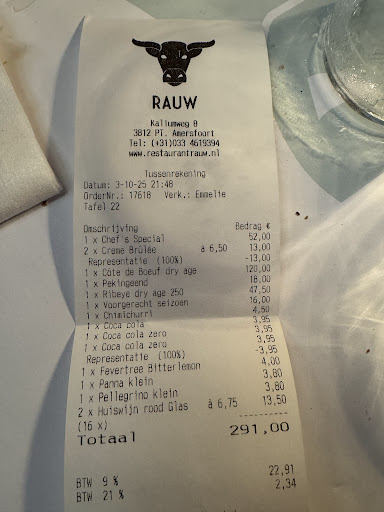 RAUW
Kaliumweg 8
3812 PT. Amersfoort
Tel: (+31)033 4619394
www.restaurantrauw.nl
Tussenrekening
Datum: 3-10-25 21:48
OrderNr.: 17618 Verk.: Emmelie
Tafel 22
Omschrijving Bedrag €
1 x Chef's Special 52,00
2 x Creme Brûlée à 6,50 13,00
Representatie (100%) -13,00
1 x Côte de Boeuf dry age 120,00
1 x Pekingeend 18,00
1 x Ribeye dry age 250 47,50
1 x Voorgerecht seizoen 16,00
1 x Chimichurri 4,50
1 x Coca cola 3,95
1 x Coca cola zero 3,95
1 x Coca cola zero 3,95
Representatie (100%) -3,95
1 x Fevertree Bitterlemon 4,00
1 x Panna klein 3,80
1 x Pellegrino klein 3,80
2 x Huiswijn rood Glas à 6,75 13,50
(16 x)
Totaal 291,00
BTW 9 % 22,91
BTW 21 % 2,34